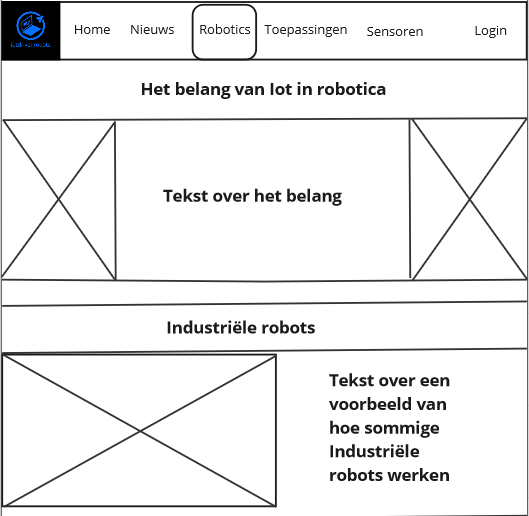 Home Nieuws Robotics Toepassingen Sensoren Login
Het belang van Iot in robotica
Tekst over het belang
Industriële robots
Tekst over een
voorbeeld van
hoe sommige
Industriële
robots werken